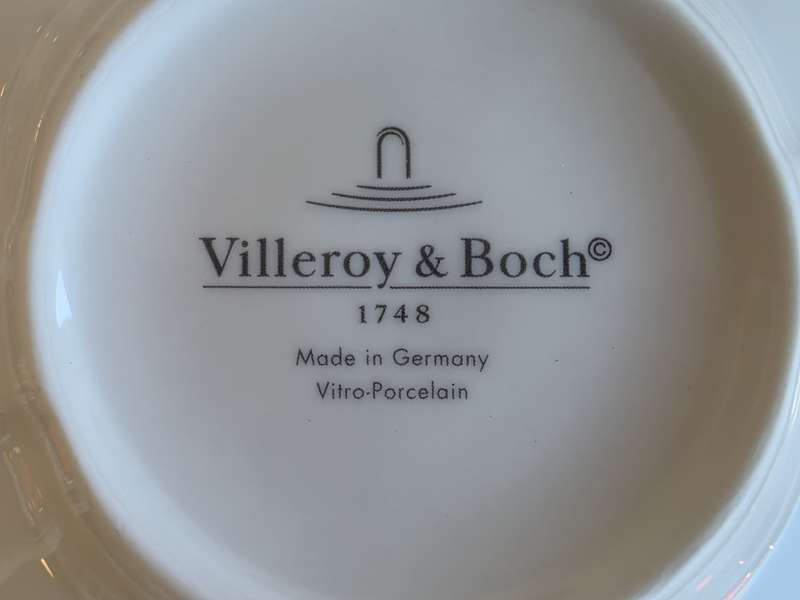 Villeroy & Boch©
1748
Made in Germany
Vitro-Porcelain